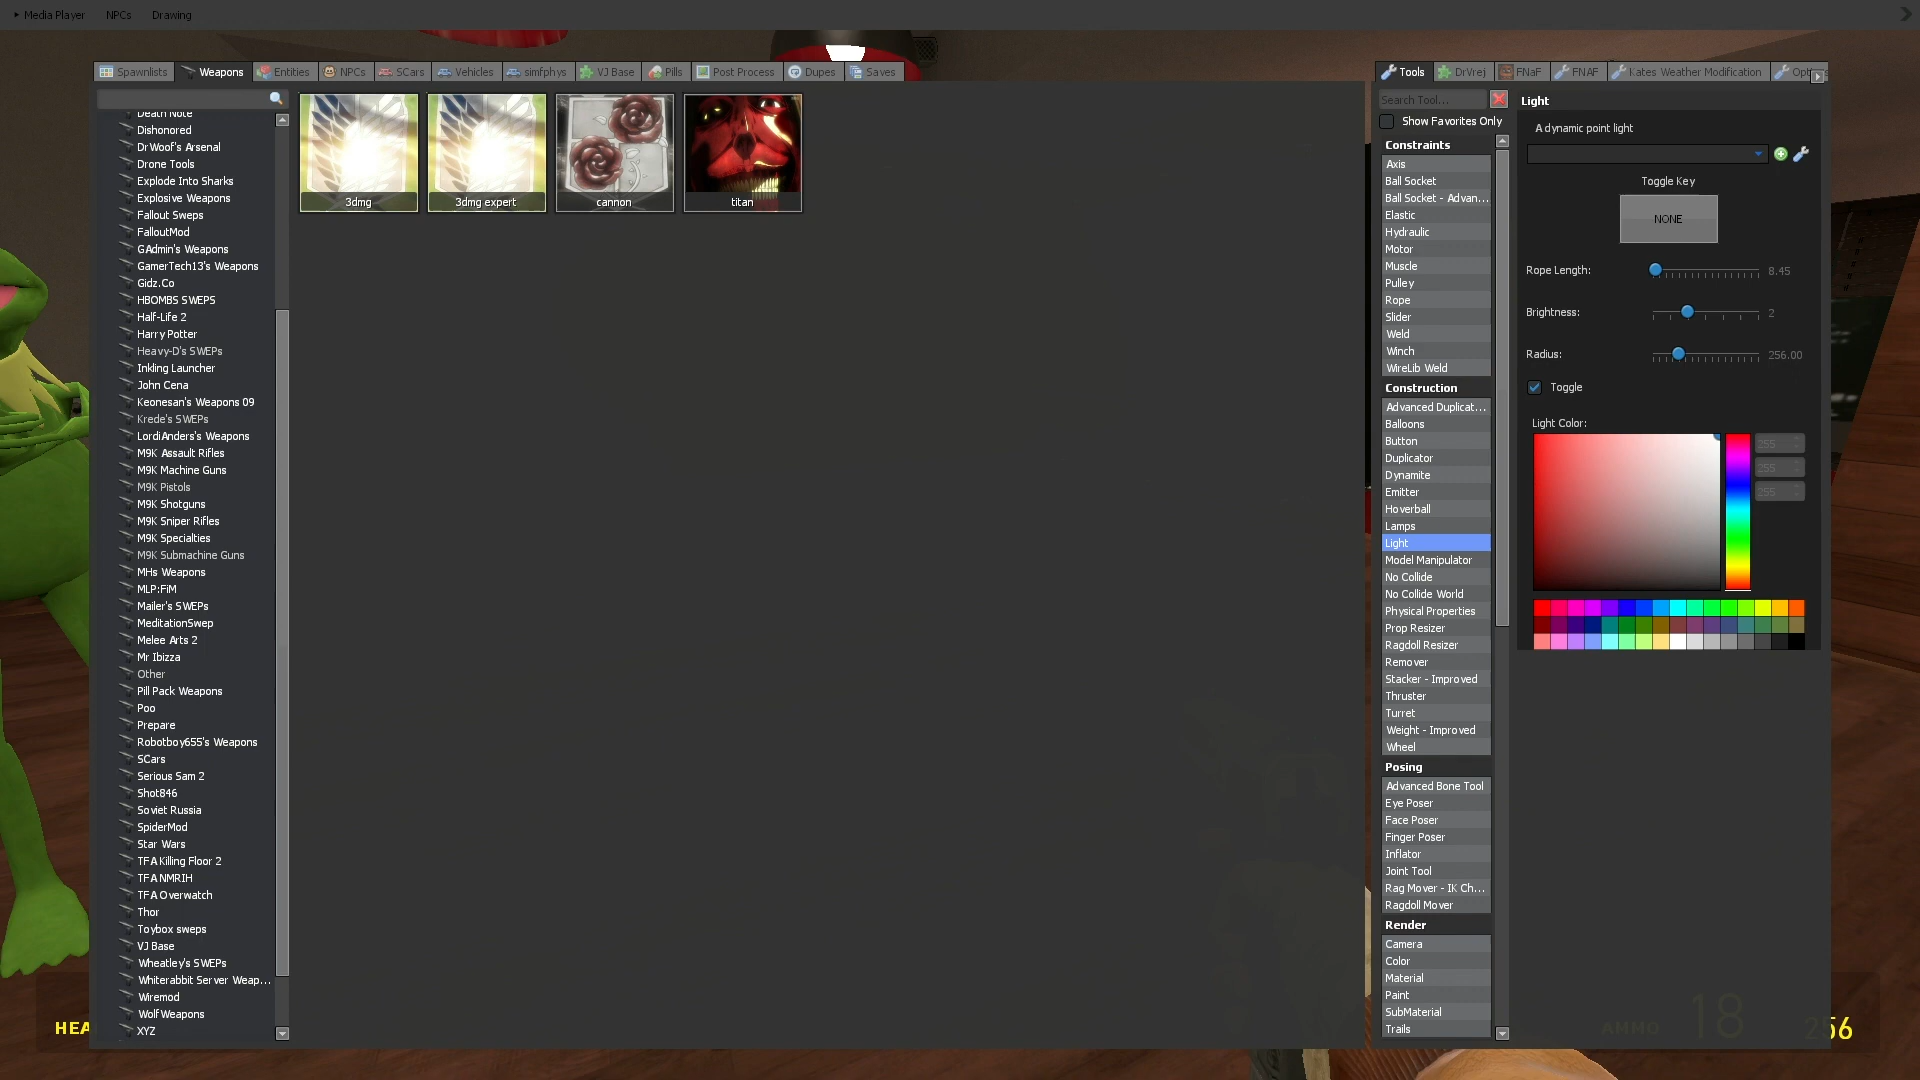 Media Player NPCs Drawing
Spawnlists Weapons Entities NPCs SCars Vehicles simfphys VJ Base Pills Post Process Dupes Saves
Death Note
Dishonored
DrWoof's Arsenal
Drone Tools
Explode Into Sharks
Explosive Weapons
Fallout Sweps
FalloutMod
GAdmin's Weapons
GamerTech13's Weapons
Gidz.Co
HBOMBS SWEPS
Half-Life 2
Harry Potter
Heavy-D's SWEPs
Inkling Launcher
John Cena
Keonesan's Weapons 09
Krede's SWEPs
LordiAnders's Weapons
M9K Assault Rifles
M9K Machine Guns
M9K Pistols
M9K Shotguns
M9K Sniper Rifles
M9K Specialties
M9K Submachine Guns
MHs Weapons
MLP:FiM
Mailer's SWEPs
MeditationSwep
Melee Arts 2
Mr Ibizza
Other
Pill Pack Weapons
Poo
Prepare
Robotboy655's Weapons
SCars
Serious Sam 2
Shot846
Soviet Russia
SpiderMod
Star Wars
TFA Killing Floor 2
TFA NMRIH
TFA Overwatch
Thor
Toybox sweps
VJ Base
Wheatley's SWEPs
Whiterabbit Server Weap...
Wiremod
Wolf Weapons
XYZ
3dmg
3dmg expert
cannon
titan
Tools DrVrej FNaF FNAF Kates Weather Modification
Search Tool...
Show Favorites Only
Constraints
Axis
Ball Socket
Ball Socket - Advan...
Elastic
Hydraulic
Motor
Muscle
Pulley
Rope
Slider
Weld
Winch
WireLib Weld
Construction
Advanced Duplicat...
Balloons
Button
Duplicator
Dynamite
Emitter
Hoverball
Lamps
Light
Model Manipulator
No Collide
No Collide World
Physical Properties
Prop Resizer
Ragdoll Resizer
Remover
Stacker - Improved
Thruster
Turret
Weight - Improved
Wheel
Posing
Advanced Bone Tool
Eye Poser
Face Poser
Finger Poser
Inflator
Joint Tool
Rag Mover - IK Ch...
Ragdoll Mover
Render
Camera
Color
Material
Paint
SubMaterial
Trails
Light
A dynamic point light
Toggle Key
NONE
Rope Length: 8.45
Brightness: 2
Radius: 256.00
Toggle
Light Color:
255
255
255
HEA
AMMO 18 256